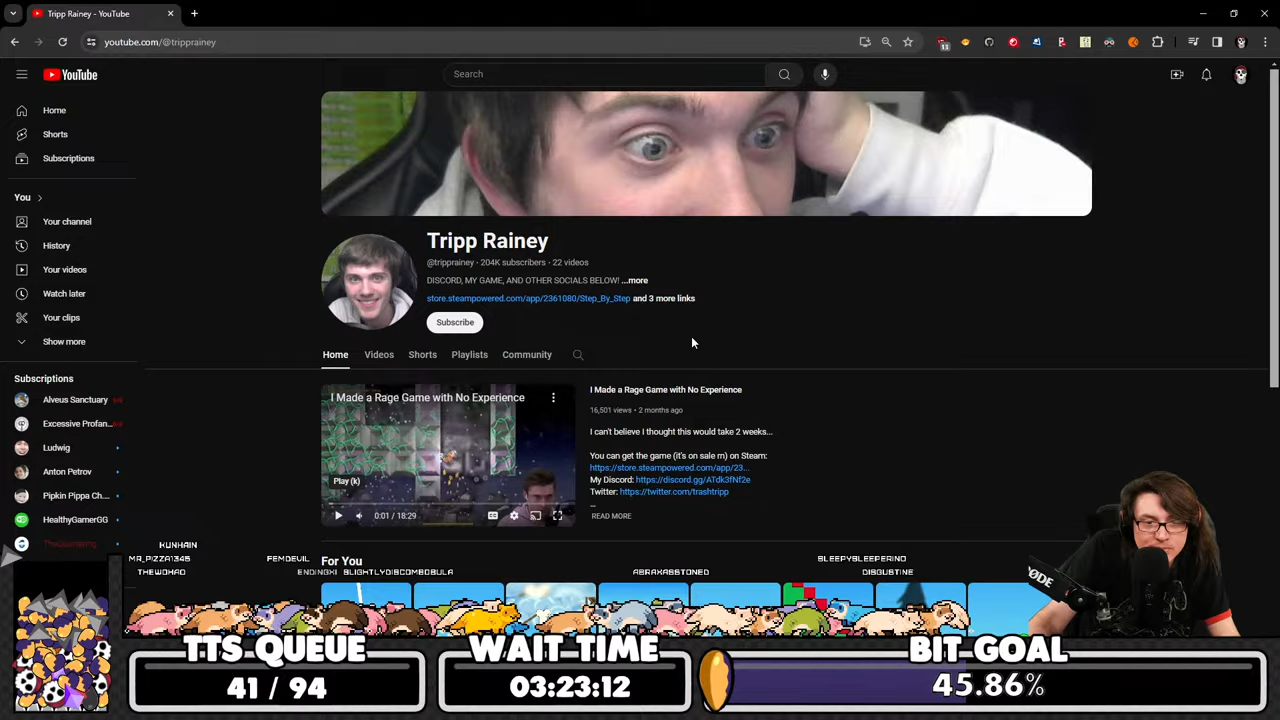 Tripp Rainey - YouTube
youtube.com/@tripprainey
11
YouTube
Search
Home
Shorts
Subscriptions
You
Your channel
History
Your videos
Watch later
Your clips
Show more
Subscriptions
Alveus Sanctuary
Excessive Profan...
Ludwig
Anton Petrov
Pipkin Pippa Ch...
HealthyGamerGG
Tripp Rainey
@tripprainey · 204K subscribers · 22 videos
DISCORD, MY GAME, AND OTHER SOCIALS BELOW! ...more
store.steampowered.com/app/2361080/Step_By_Step and 3 more links
Subscribe
Home Videos Shorts Playlists Community
I Made a Rage Game with No Experience
Play (k)
0:01 / 18:29
I Made a Rage Game with No Experience
16,501 views • 2 months ago
I can't believe I thought this would take 2 weeks...
You can get the game (it's on sale rn) on Steam:
https://store.steampowered.com/app/23...
My Discord: https://discord.gg/ATdk3fNf2e
Twitter: https://twitter.com/trashtripp
...
READ MORE
For You
KUNHAIN
MR_PIZZA1345
THEWOHAD
FEMDEVIL
SLIGHTLYDISCOMBOBULA
ABRAXASSTONED
SLEEPYSLEEPERINO
DISGUSTINE
RØDE
TTS QUEUE
41 / 94
WAIT TIME
03:23:12
BIT GOAL
45.86%